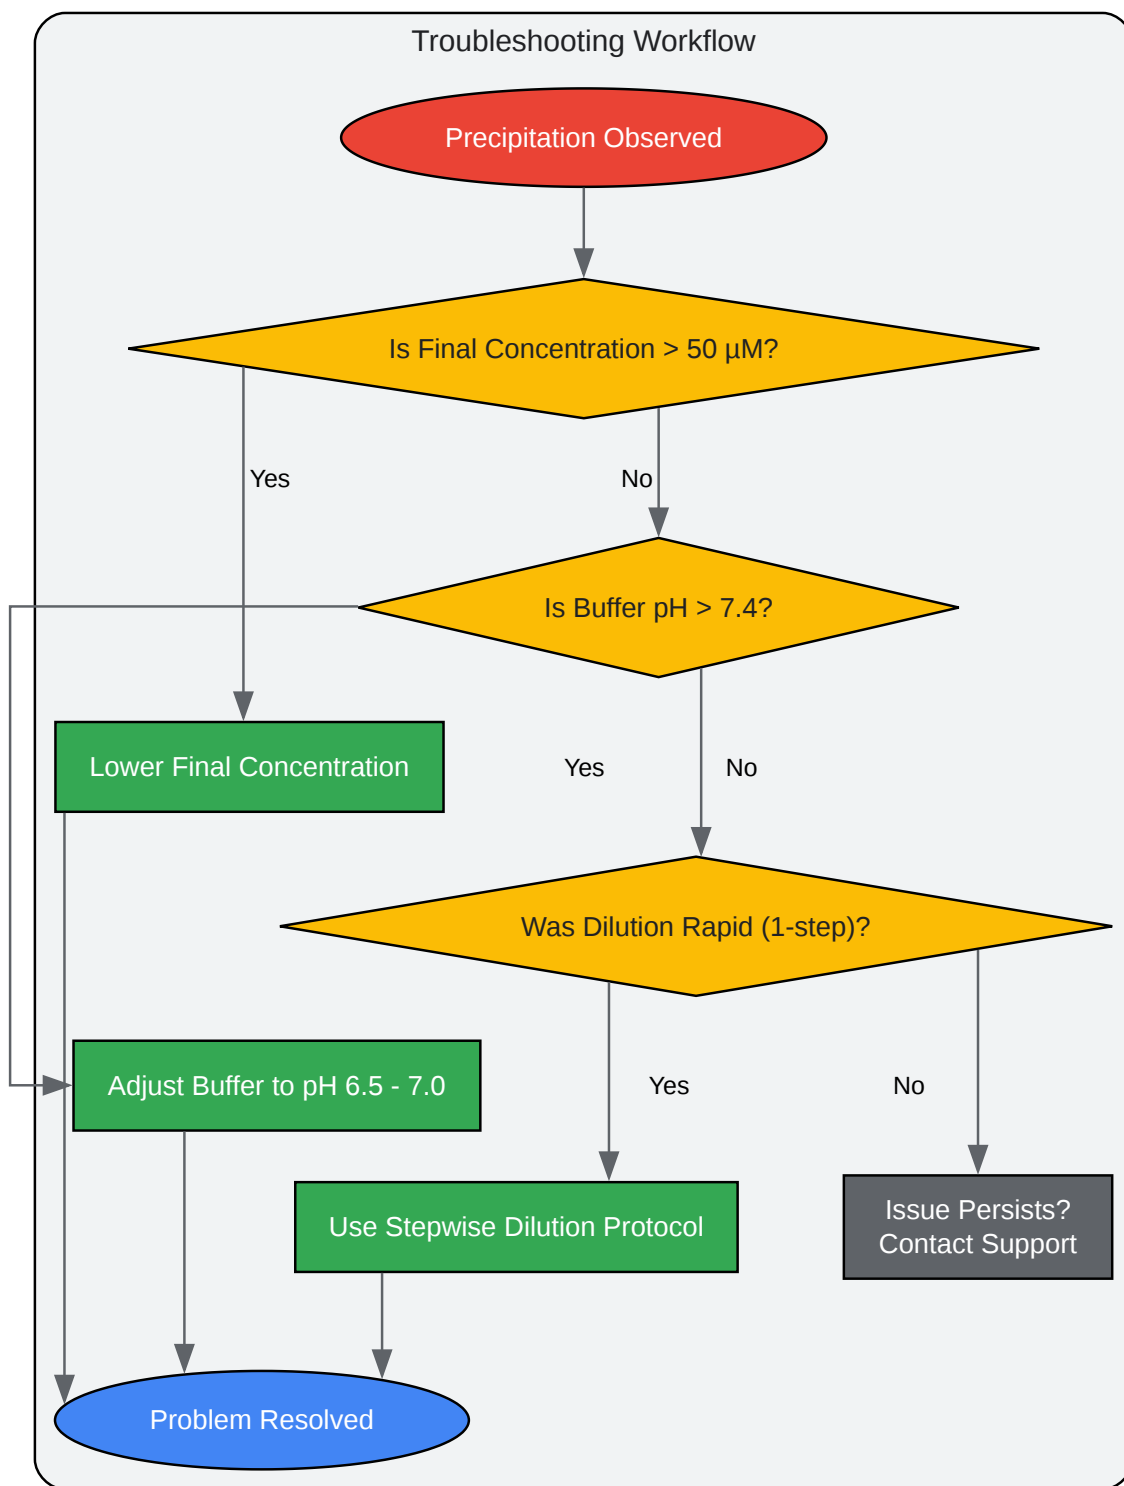 Troubleshooting Workflow
Precipitation Observed
Is Final Concentration > 50 µM?
Yes
No
Is Buffer pH > 7.4?
Lower Final Concentration
Yes
No
Was Dilution Rapid (1-step)?
Adjust Buffer to pH 6.5 - 7.0
Yes
No
Use Stepwise Dilution Protocol
Issue Persists?
Contact Support
Problem Resolved